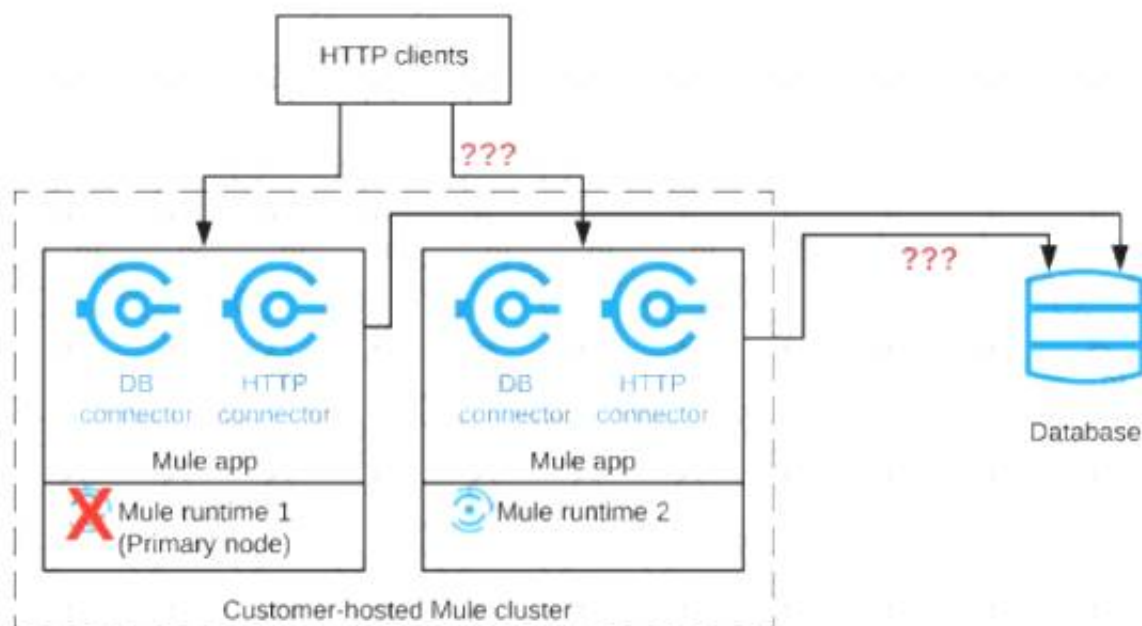 HTTP clients
???
???
DB
connector
HTTP
connector
DB
connector
HTTP
connector
Mule app
Mule app
Database
X Mule runtime 1
(Primary node)
Mule runtime 2
Customer-hosted Mule cluster